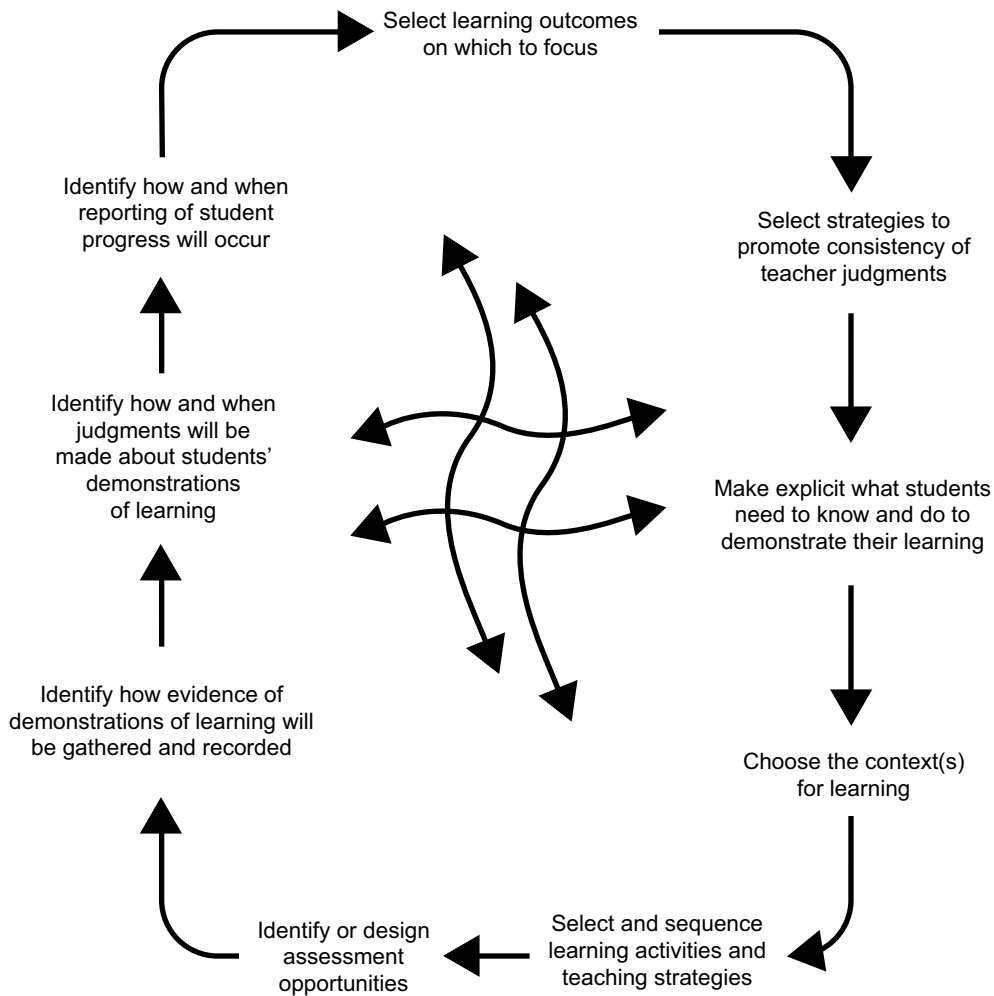 Select learning outcomes
on which to focus
Select strategies to
promote consistency of
teacher judgments
Make explicit what students
need to know and do to
demonstrate their learning
Choose the context(s)
for learning
Select and sequence
learning activities and
teaching strategies
Identify or design
assessment
opportunities
Identify how evidence of
demonstrations of learning will
be gathered and recorded
Identify how and when
judgments will be
made about students’
demonstrations
of learning
Identify how and when
reporting of student
progress will occur